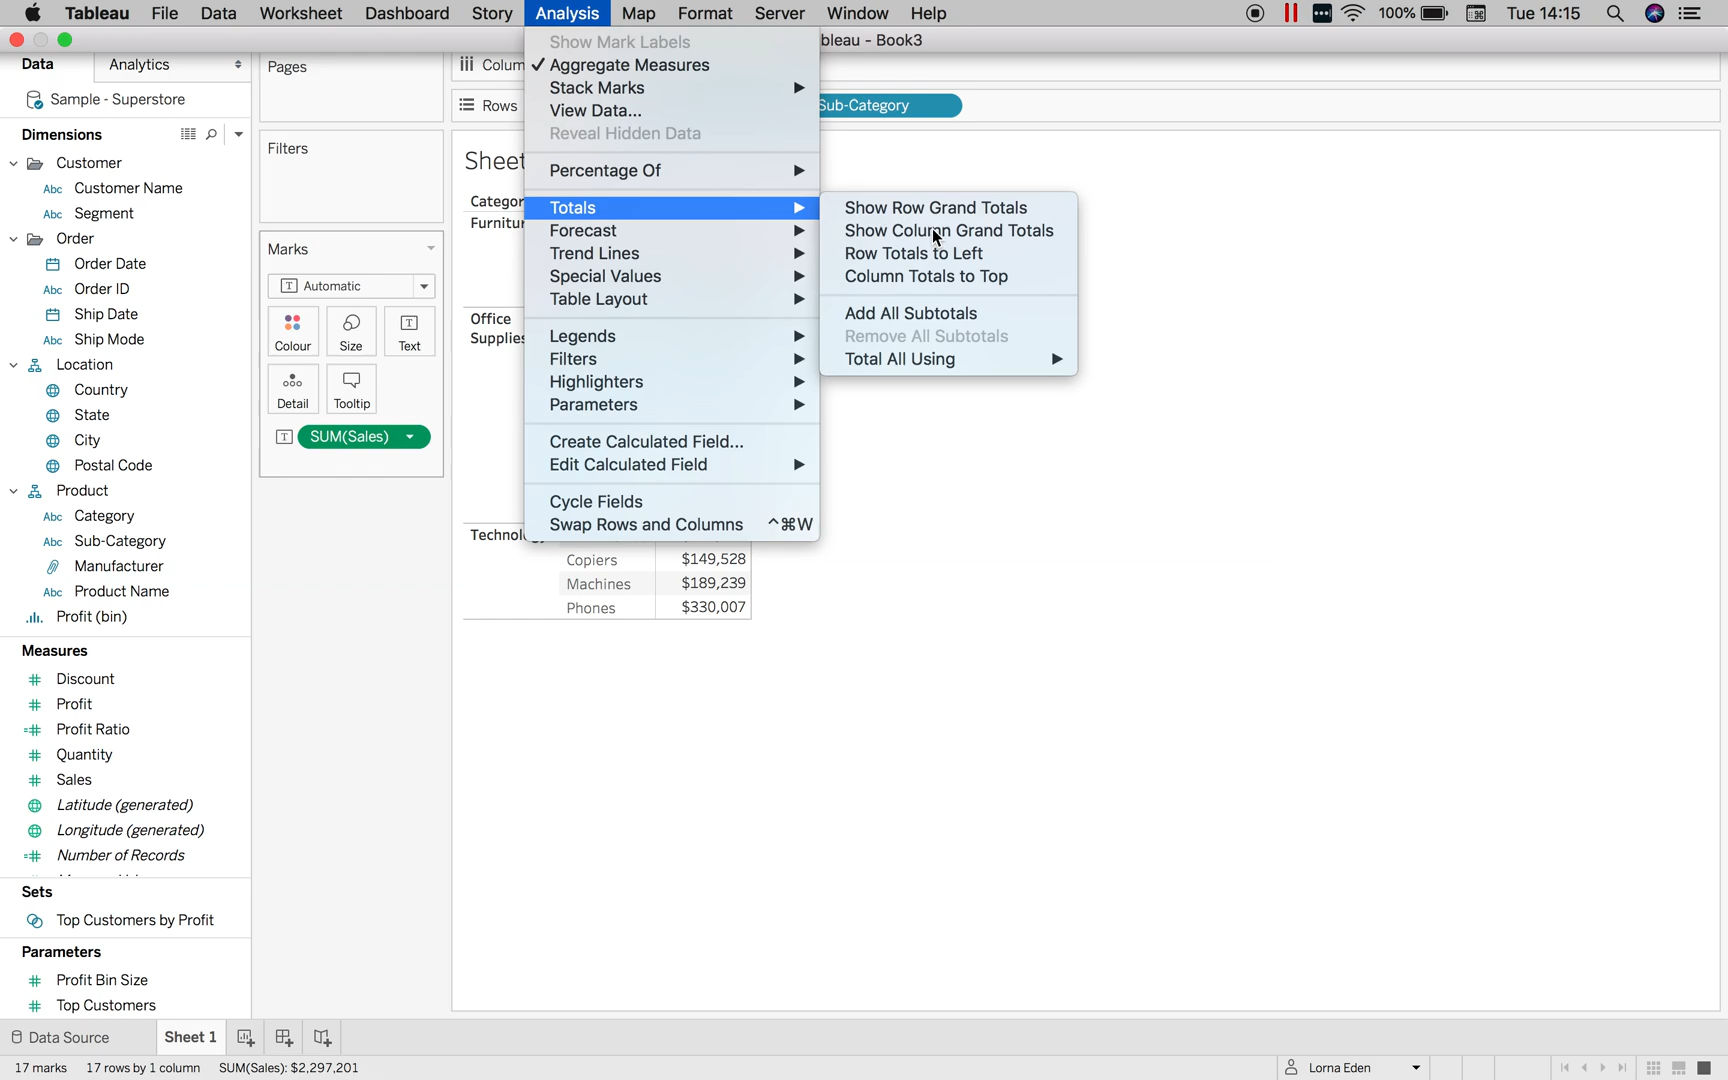 Tableau File Data Worksheet Dashboard Story Analysis Map Format Server Window Help 100% Tue 14:15
bleau - Book3
Data Analytics
Sample - Superstore
Dimensions
Customer
Abc Customer Name
Abc Segment
Order
Order Date
Abc Order ID
Ship Date
Abc Ship Mode
Location
Country
State
City
Postal Code
Product
Abc Category
Abc Sub-Category
Manufacturer
Abc Product Name
Profit (bin)
Measures
Discount
Profit
Profit Ratio
Quantity
Sales
Latitude (generated)
Longitude (generated)
Number of Records
Sets
Top Customers by Profit
Parameters
Profit Bin Size
Top Customers
Pages
Filters
Marks
T Automatic
Colour Size Text
Detail Tooltip
T SUM(Sales)
Colum
Rows Sub-Category
Sheet
Categor
Furnitur
Office
Supplies
Technolo
Copiers $149,528
Machines $189,239
Phones $330,007
Show Mark Labels
✓ Aggregate Measures
Stack Marks
View Data...
Reveal Hidden Data
Percentage Of
Totals
Forecast
Trend Lines
Special Values
Table Layout
Legends
Filters
Highlighters
Parameters
Create Calculated Field...
Edit Calculated Field
Cycle Fields
Swap Rows and Columns ^⌘W
Show Row Grand Totals
Show Column Grand Totals
Row Totals to Left
Column Totals to Top
Add All Subtotals
Remove All Subtotals
Total All Using
Data Source Sheet 1
17 marks 17 rows by 1 column SUM(Sales): $2,297,201 Lorna Eden